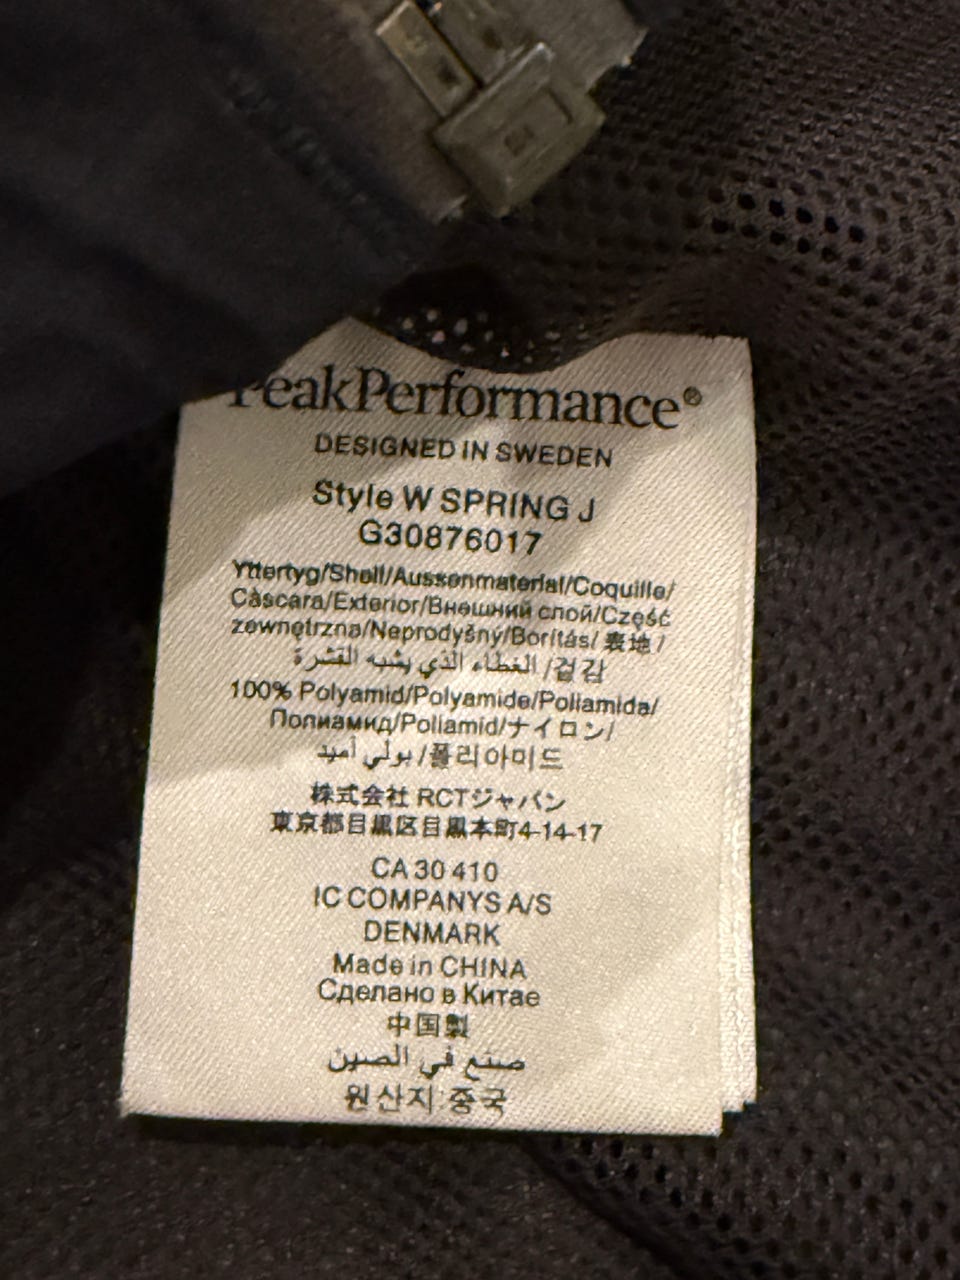 PeakPerformance®
DESIGNED IN SWEDEN
Style W SPRING J
G30876017
Yttertyg/Shell/Aussenmaterial/Coquille/
Càscara/Exterior/Внешний слой/Część
zewnętrzna/Neprodyšný/Borítás/ 表地 /
الغطاء الذي يشبه القشرة /겉감
100% Polyamid/Polyamide/Poliamida/
Полиамид/Poliamid/ナイロン/
بولي أميد /폴리아미드
株式会社 RCTジャパン
東京都目黒区目黒本町4-14-17
CA 30 410
IC COMPANYS A/S
DENMARK
Made in CHINA
Сделано в Китае
中国製
صنع في الصين
원산지:중국